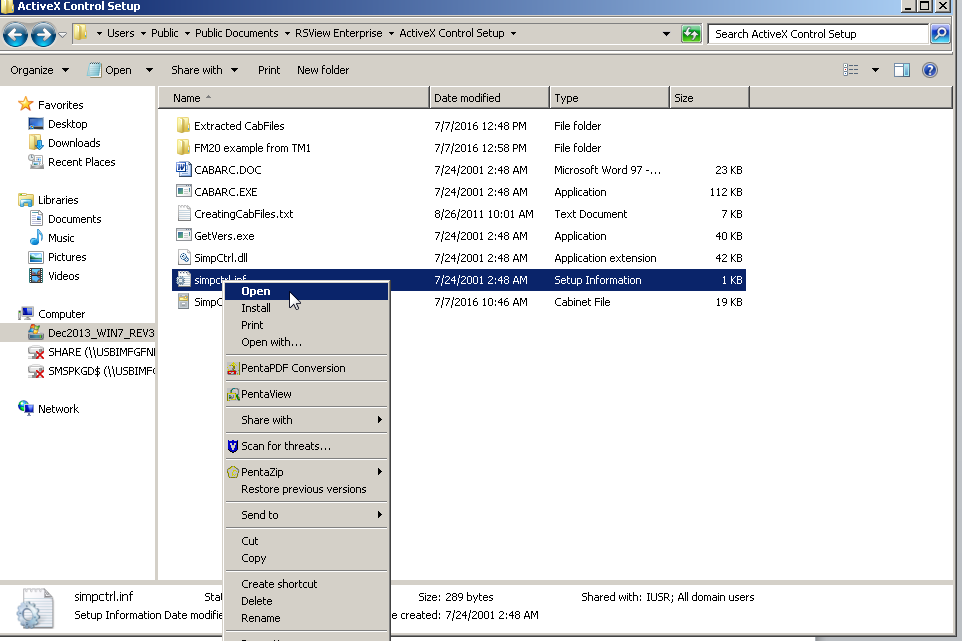 ActiveX Control Setup
Users Public Public Documents RSView Enterprise ActiveX Control Setup Search ActiveX Control Setup
Organize Open Share with Print New folder
Name Date modified Type Size
Favorites
Desktop
Downloads
Recent Places
Libraries
Documents
Music
Pictures
Videos
Computer
Dec2013_WIN7_REV3
SHARE (\\USBIMFGFN
SMSPKGD$ (\\USBIMFG
Network
Extracted CabFiles 7/7/2016 12:48 PM File folder
FM20 example from TM1 7/7/2016 12:58 PM File folder
CABARC.DOC 7/24/2001 2:48 AM Microsoft Word 97 -... 23 KB
CABARC.EXE 7/24/2001 2:48 AM Application 112 KB
CreatingCabFiles.txt 8/26/2011 10:01 AM Text Document 7 KB
GetVers.exe 7/24/2001 2:48 AM Application 40 KB
SimpCtrl.dll 7/24/2001 2:48 AM Application extension 42 KB
simpctrl.inf 7/24/2001 2:48 AM Setup Information 1 KB
SimpC 7/7/2016 10:46 AM Cabinet File 19 KB
Open
Install
Print
Open with...
PentaPDF Conversion
PentaView
Share with
Scan for threats...
PentaZip
Restore previous versions
Send to
Cut
Copy
Create shortcut
Delete
Rename
simpctrl.inf Stat Size: 289 bytes Shared with: IUSR; All domain users
Setup Information Date modifie e created: 7/24/2001 2:48 AM